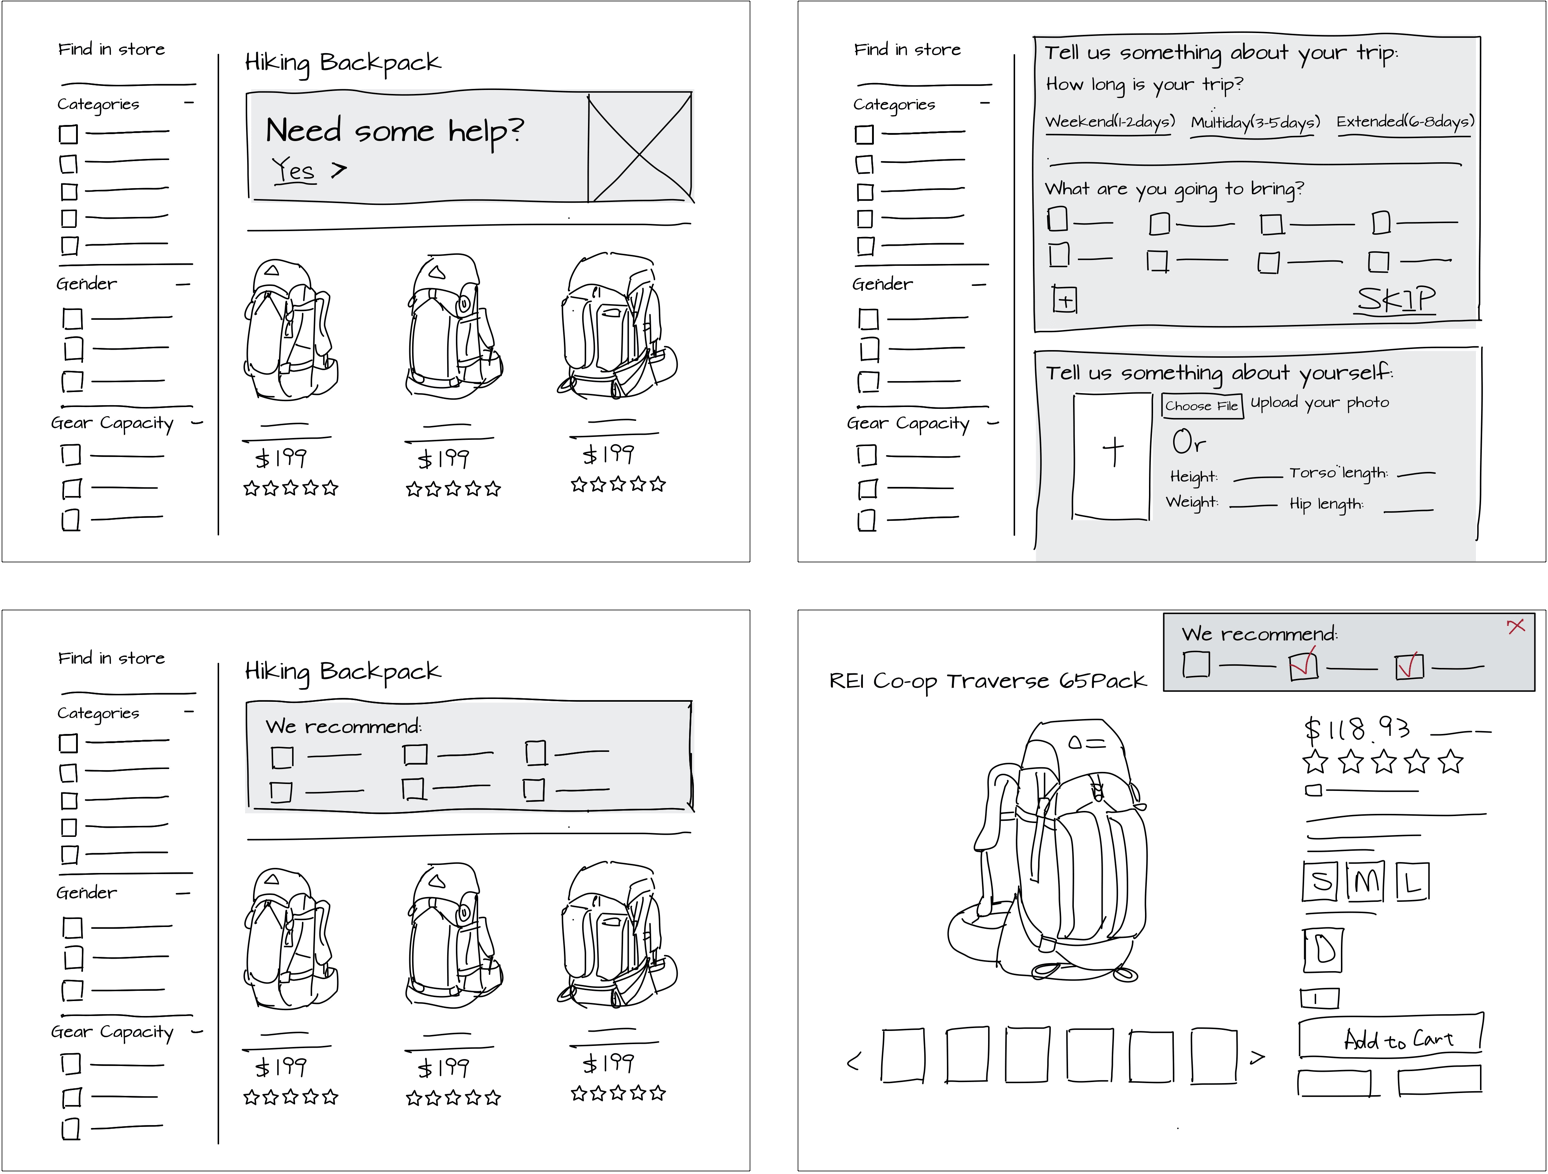 Find in store
Categories
Gender
Gear Capacity
Hiking Backpack
Need some help?
Yes >
$199
$199
$199
Find in store
Categories
Gender
Gear Capacity
Tell us something about your trip:
How long is your trip?
Weekend(1-2days) Multiday(3-5days) Extended(6-8days)
What are you going to bring?
+
SKIP
Tell us something about yourself:
+
Choose File Upload your photo
Or
Height: Torso length:
Weight: Hip length:
Find in store
Categories
Gender
Gear Capacity
Hiking Backpack
We recommend:
$199
$199
$199
We recommend:
X
REI Co-op Traverse 65Pack
$118.93
S M L
D
1
Add to Cart
< >